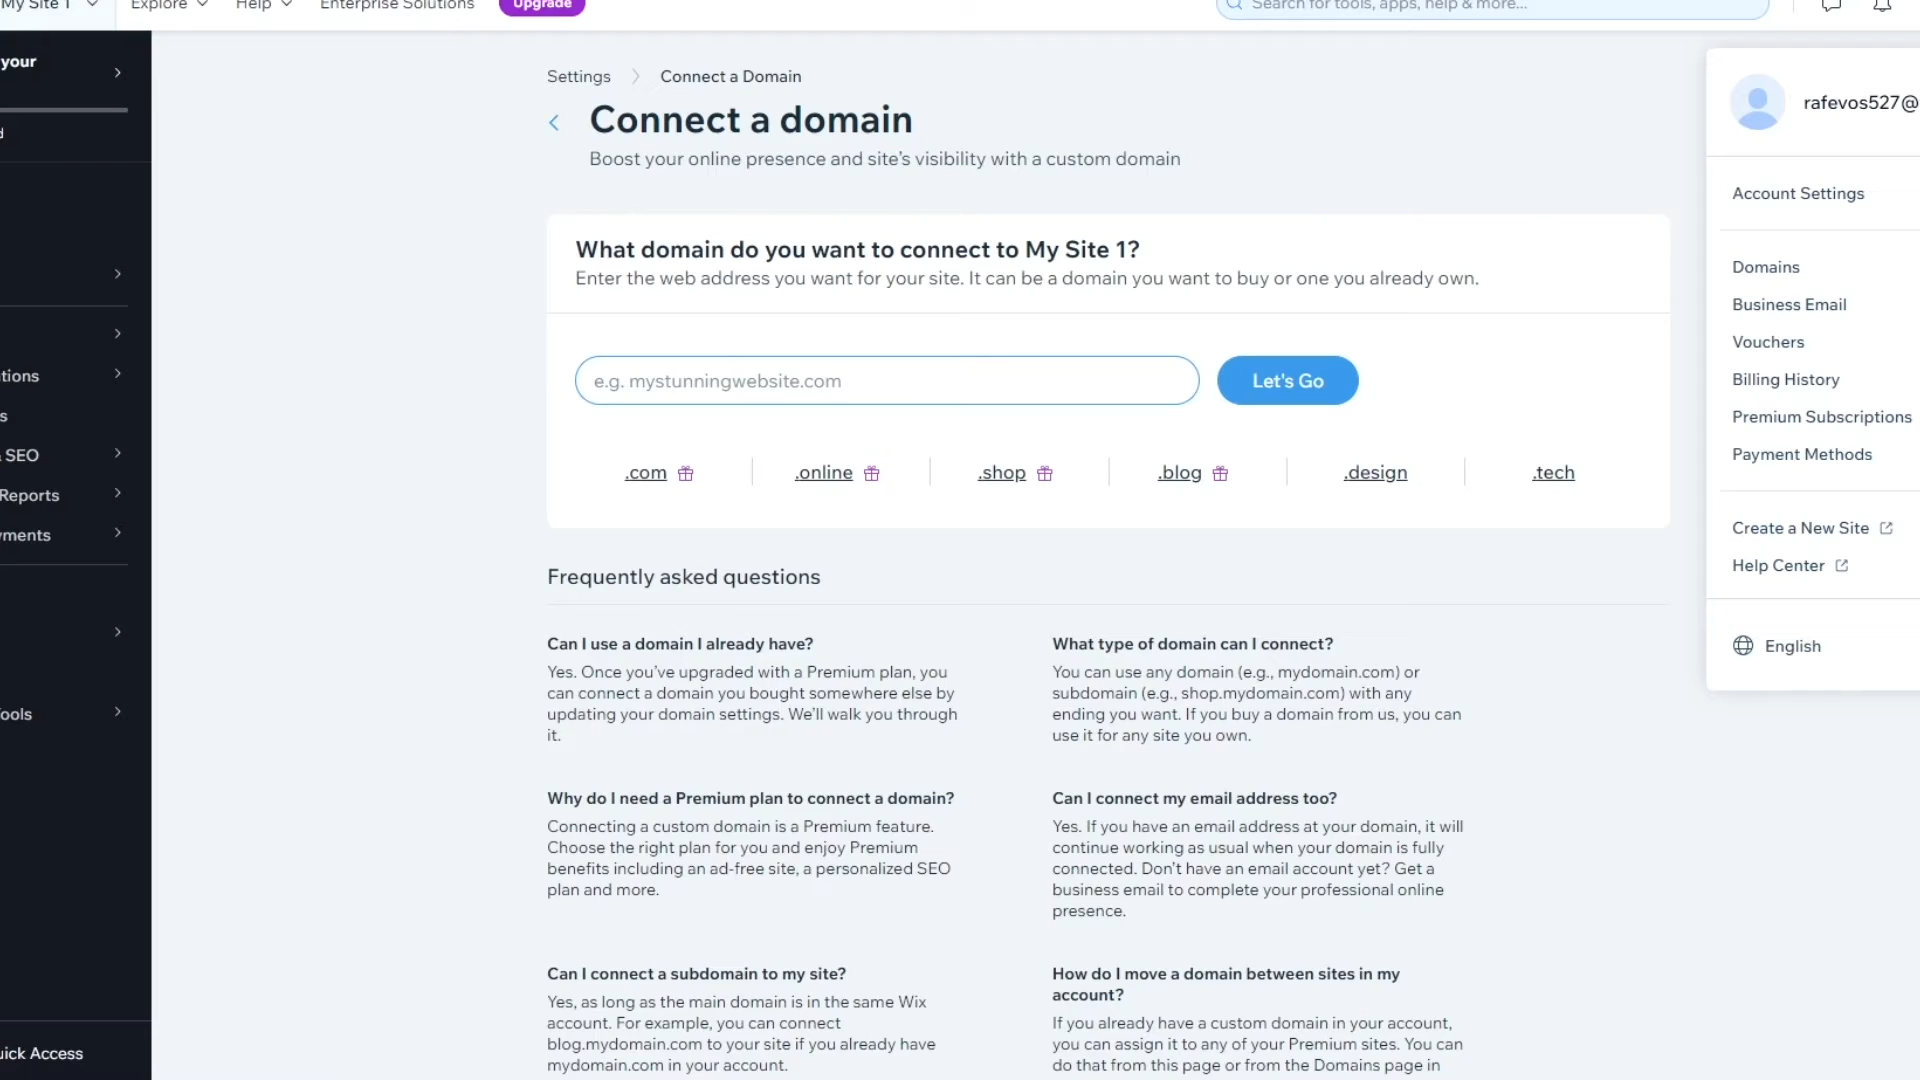 My Site 1
Explore
Help
Enterprise Solutions
Upgrade
Search for tools, apps, help & more...
your
d
tions
s
SEO
Reports
yments
ools
uick Access
Settings
Connect a Domain
Connect a domain
Boost your online presence and site's visibility with a custom domain
What domain do you want to connect to My Site 1?
Enter the web address you want for your site. It can be a domain you want to buy or one you already own.
e.g. mystunningwebsite.com
Let's Go
.com
.online
.shop
.blog
.design
.tech
Frequently asked questions
Can I use a domain I already have?
Yes. Once you've upgraded with a Premium plan, you
can connect a domain you bought somewhere else by
updating your domain settings. We'll walk you through
it.
What type of domain can I connect?
You can use any domain (e.g., mydomain.com) or
subdomain (e.g., shop.mydomain.com) with any
ending you want. If you buy a domain from us, you can
use it for any site you own.
Why do I need a Premium plan to connect a domain?
Connecting a custom domain is a Premium feature.
Choose the right plan for you and enjoy Premium
benefits including an ad-free site, a personalized SEO
plan and more.
Can I connect my email address too?
Yes. If you have an email address at your domain, it will
continue working as usual when your domain is fully
connected. Don't have an email account yet? Get a
business email to complete your professional online
presence.
Can I connect a subdomain to my site?
Yes, as long as the main domain is in the same Wix
account. For example, you can connect
blog.mydomain.com to your site if you already have
mydomain.com in your account.
How do I move a domain between sites in my
account?
If you already have a custom domain in your account,
you can assign it to any of your Premium sites. You can
do that from this page or from the Domains page in
rafevos527@
Account Settings
Domains
Business Email
Vouchers
Billing History
Premium Subscriptions
Payment Methods
Create a New Site
Help Center
English